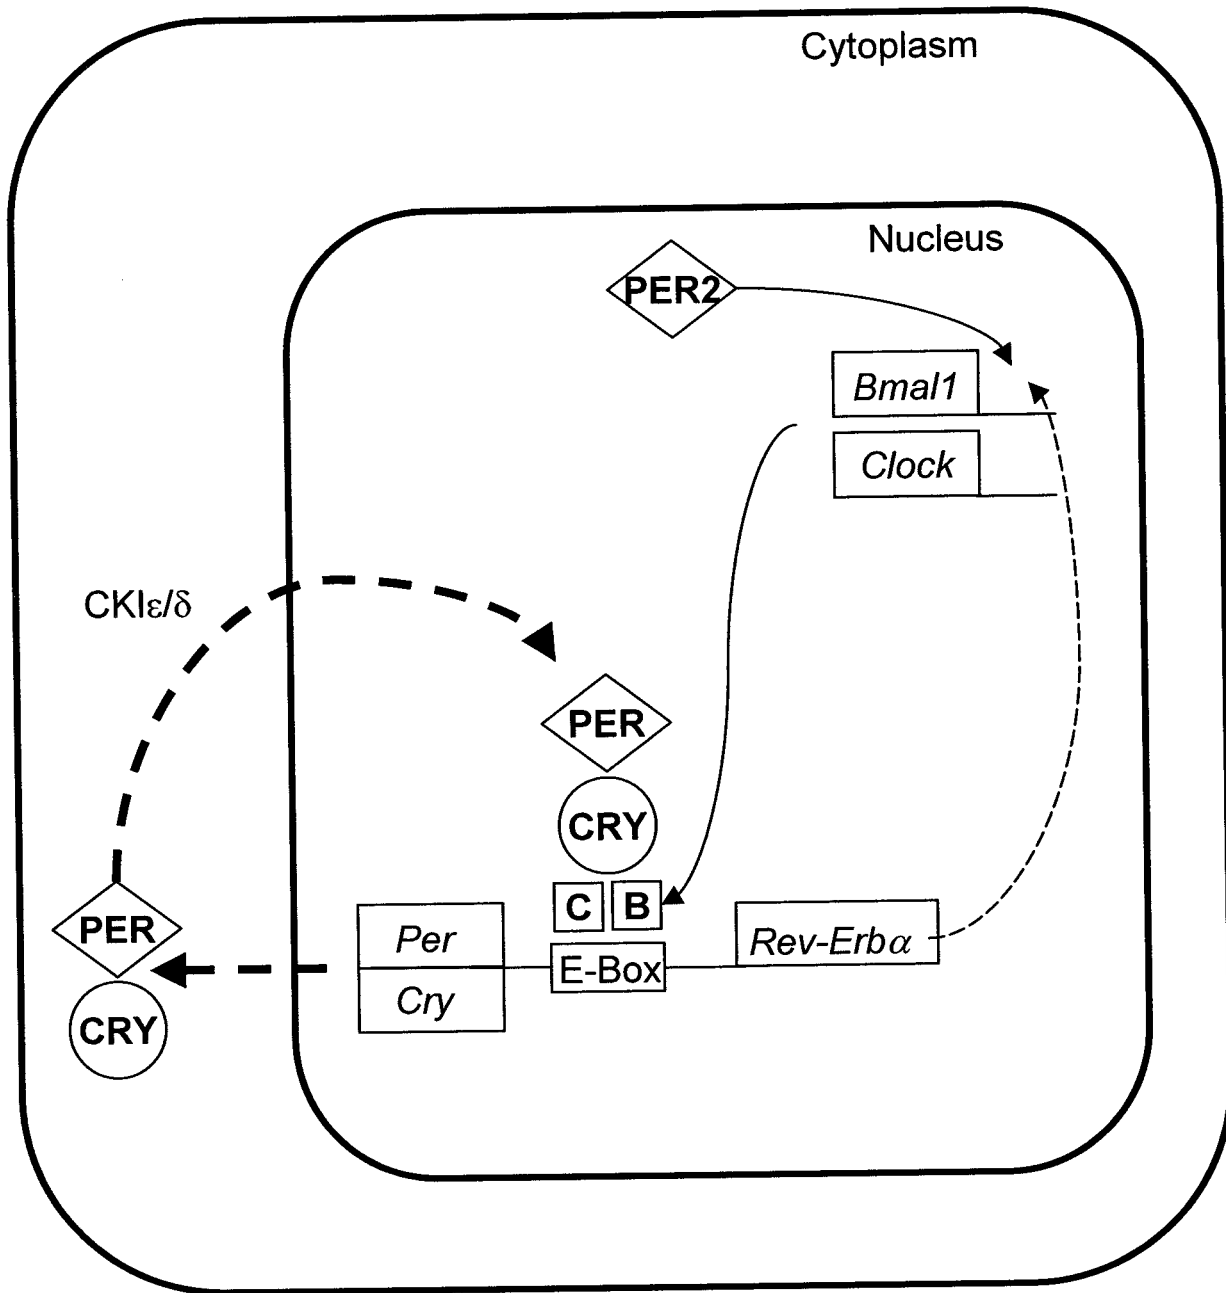 Cytoplasm
Nucleus
PER2
Bmal1
Clock
CKIε/δ
PER
CRY
C B
PER
Per
Rev-Erbα
E-Box
Cry
CRY